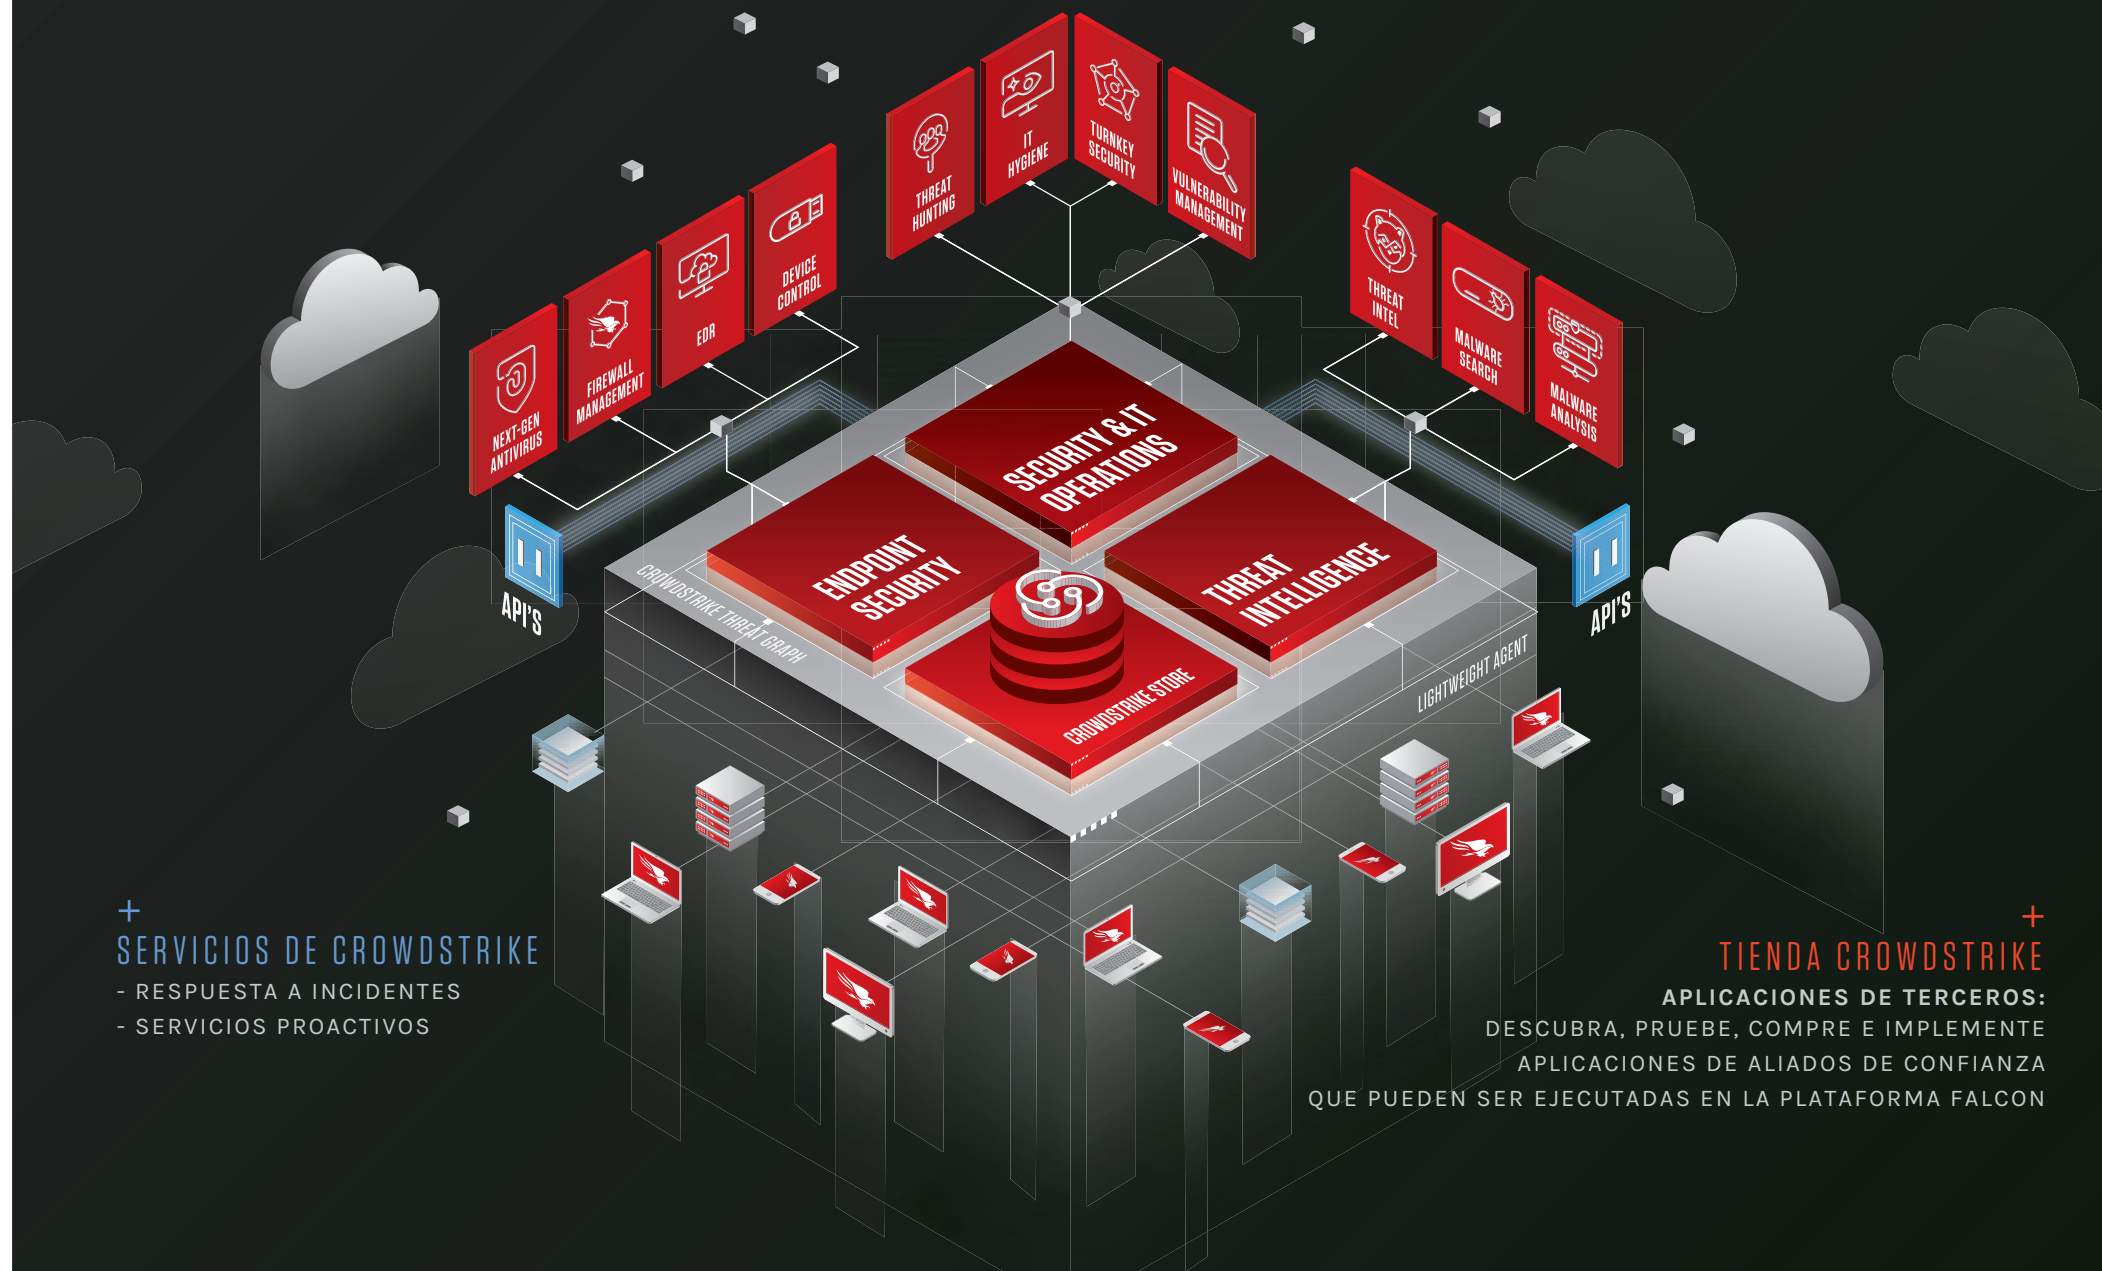 THREAT
HUNTING
IT
HYGIENE
TURNKEY
SECURITY
VULNERABILITY
MANAGEMENT
NEXT-GEN
ANTIVIRUS
FIREWALL
MANAGEMENT
EDR
DEVICE
CONTROL
THREAT
INTEL
MALWARE
SEARCH
MALWARE
ANALYSIS
SECURITY & IT
OPERATIONS
ENDPOINT
SECURITY
THREAT
INTELLIGENCE
CROWDSTRIKE STORE
CROWDSTRIKE THREAT GRAPH
LIGHTWEIGHT AGENT
API'S
API'S
+
SERVICIOS DE CROWDSTRIKE
- RESPUESTA A INCIDENTES
- SERVICIOS PROACTIVOS
+
TIENDA CROWDSTRIKE
APLICACIONES DE TERCEROS:
DESCUBRA, PRUEBE, COMPRE E IMPLEMENTE
APLICACIONES DE ALIADOS DE CONFIANZA
QUE PUEDEN SER EJECUTADAS EN LA PLATAFORMA FALCON